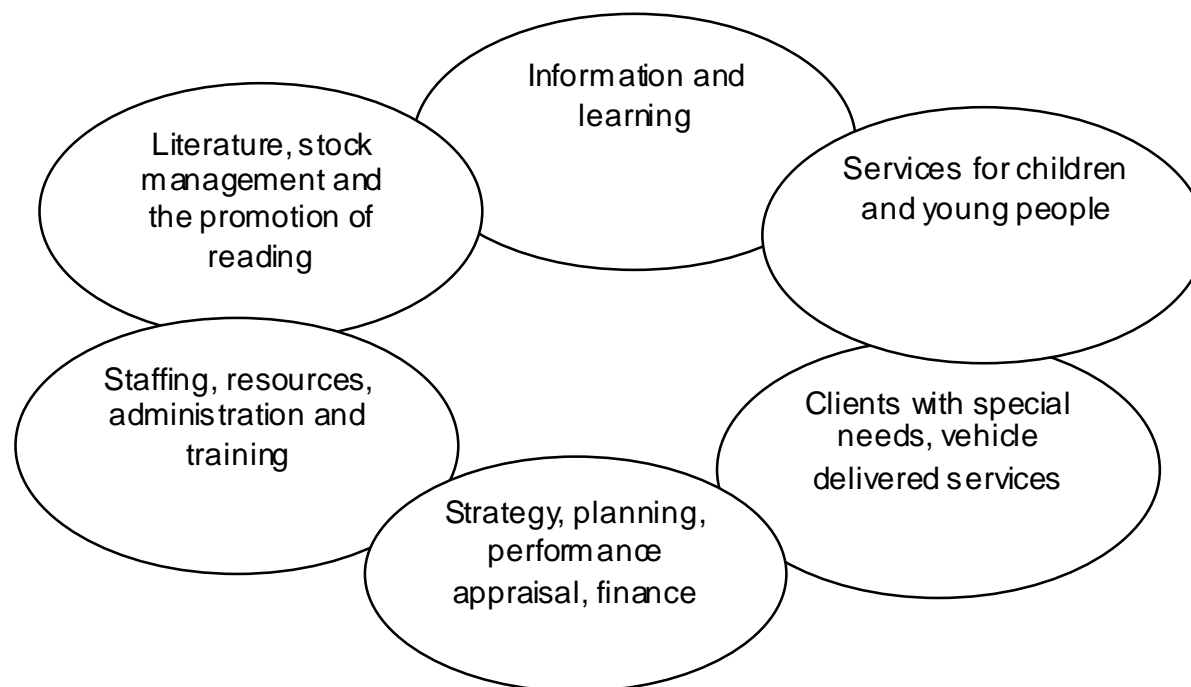 Information and
learning
Literature, stock
management and
the promotion of
reading
Services for children
and young people
Staffing, resources,
administration and
training
Clients with special
needs, vehicle
delivered services
Strategy, planning,
performance
appraisal, finance